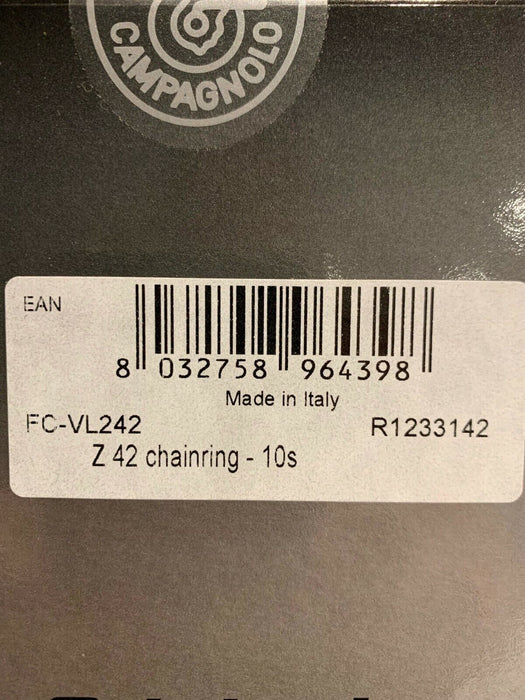 CAMPAGNOLO
EAN
8 032758 964398
Made in Italy
FC-VL242 R1233142
Z 42 chainring - 10s